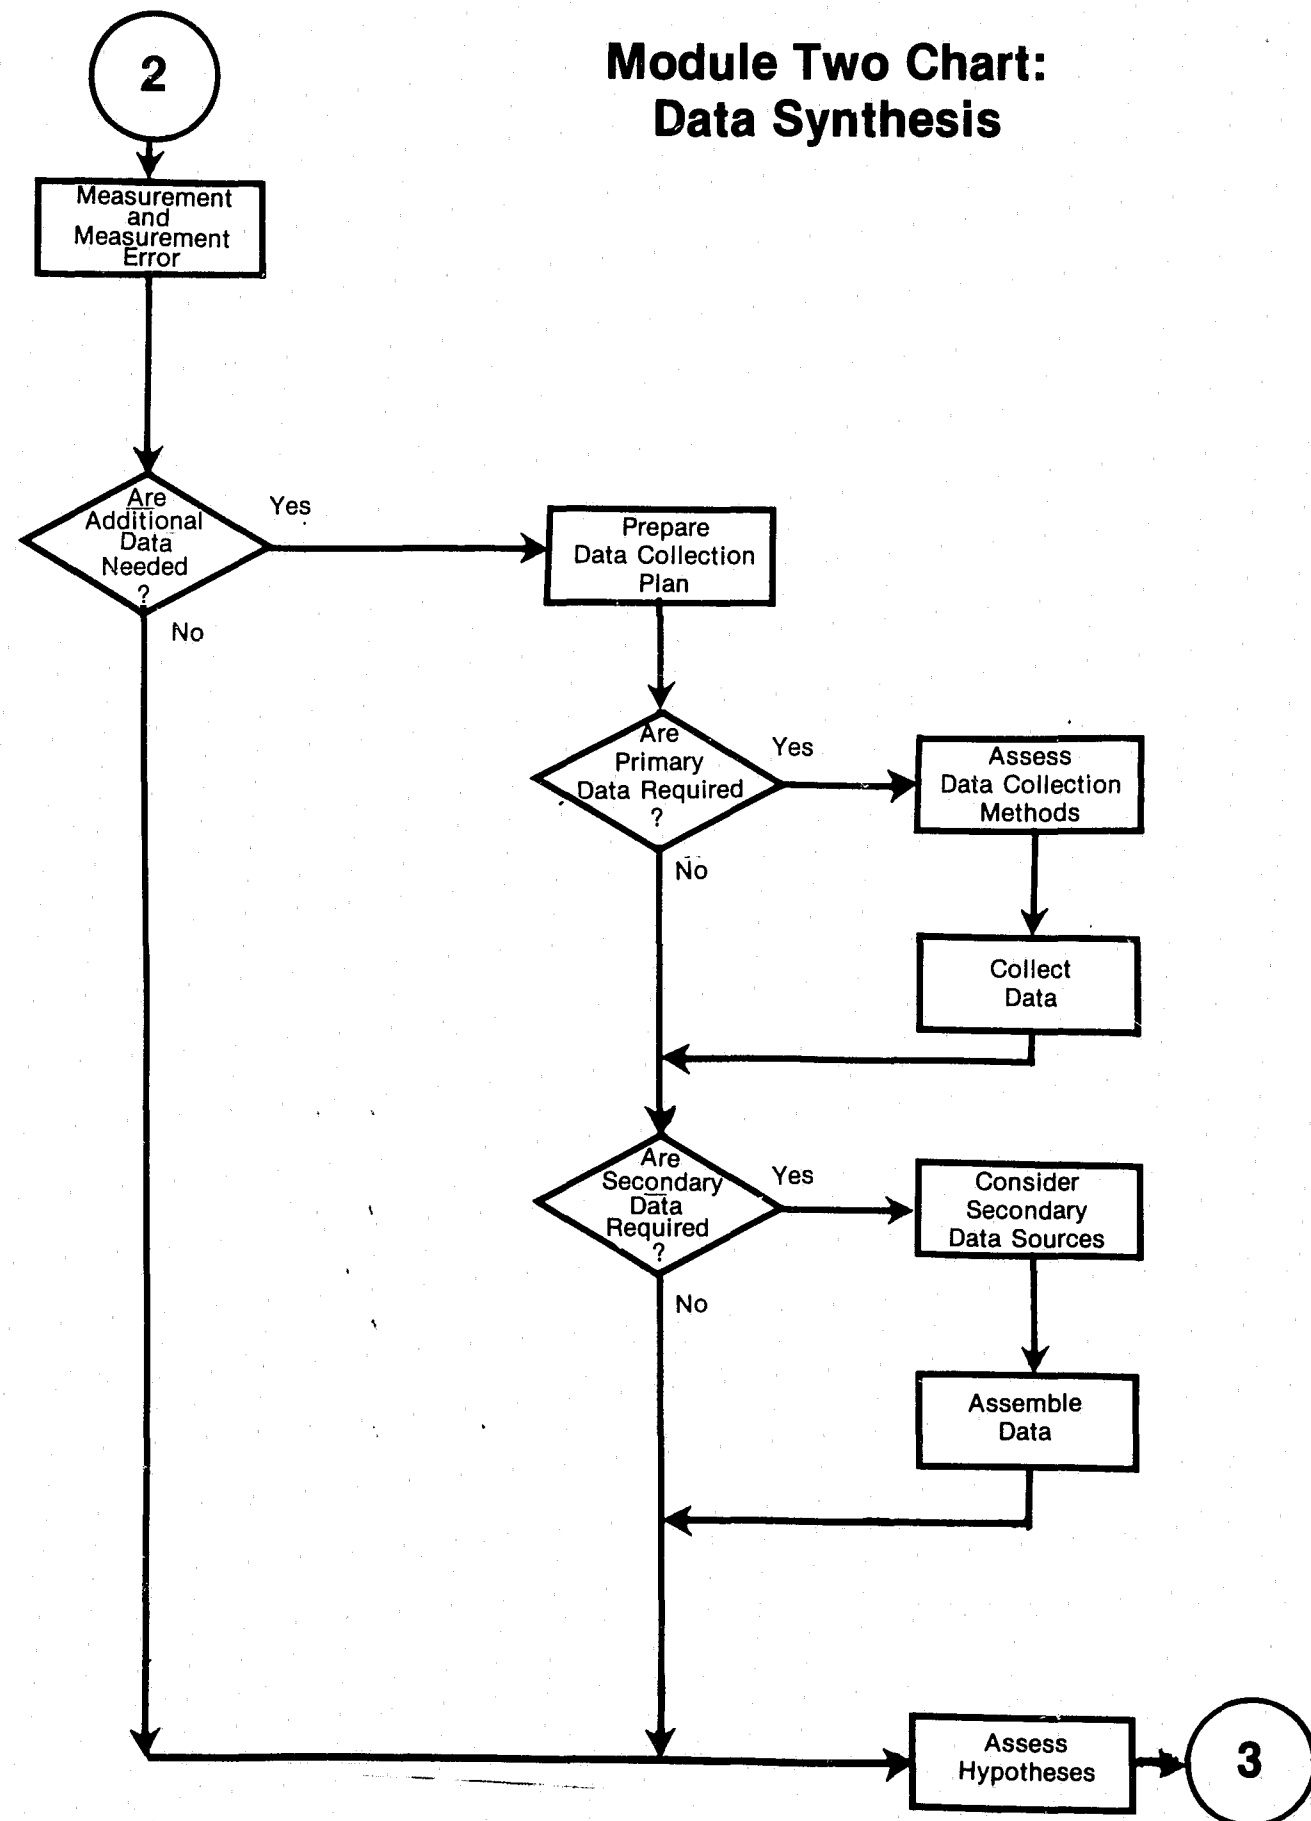 2
Module Two Chart:
Data Synthesis
Measurement
and
Measurement
Error
Are
Additional
Data
Needed
?
Yes
No
Prepare
Data Collection
Plan
Are
Primary
Data Required
?
Yes
No
Assess
Data Collection
Methods
Collect
Data
Are
Secondary
Data
Required
?
Yes
No
Consider
Secondary
Data Sources
Assemble
Data
Assess
Hypotheses
3